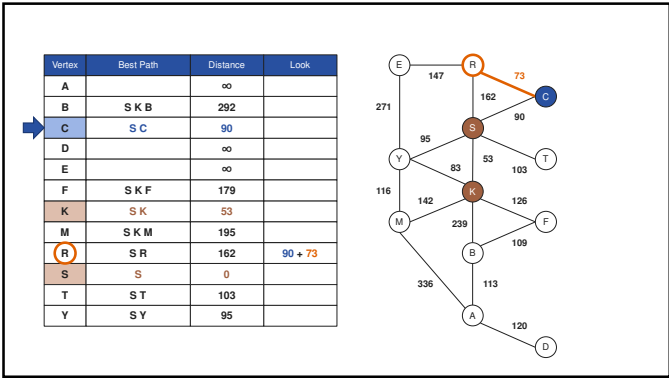 Vertex Best Path Distance Look
A ∞
B S K B 292
C S C 90
D ∞
E ∞
F S K F 179
K S K 53
M S K M 195
R S R 162 90 + 73
S S 0
T S T 103
Y S Y 95
E R
147 73
C
271 162 90
S
95
Y 53 T
83 103
K
116 142 126
M F
239 109
B
336 113
A
120
D